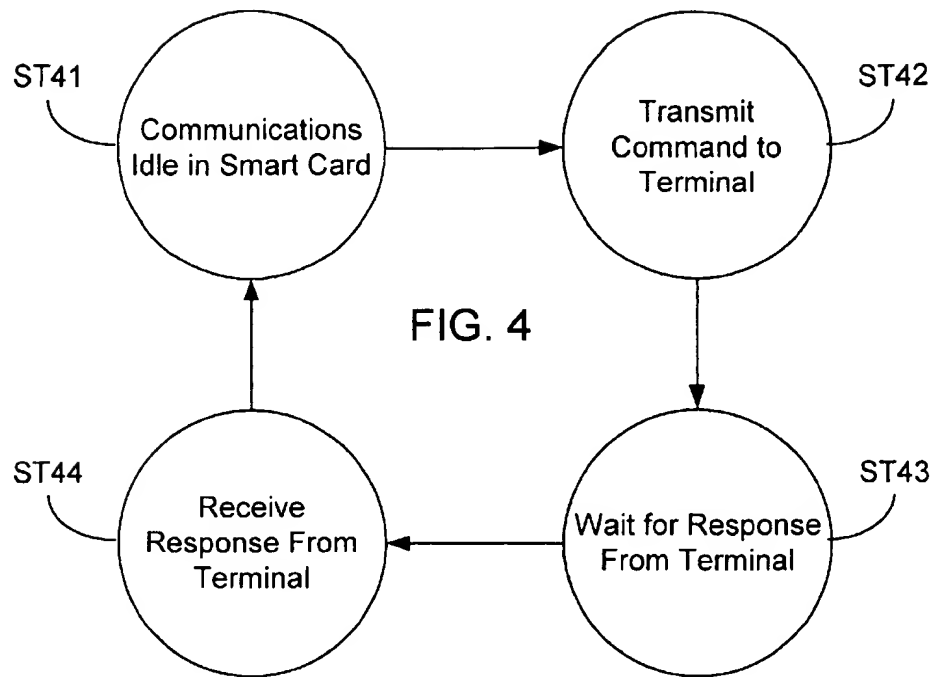 ST41
Communications
Idle in Smart Card
Transmit
Command to
Terminal
ST42
FIG. 4
ST44
Receive
Response From
Terminal
Wait for Response
From Terminal
ST43